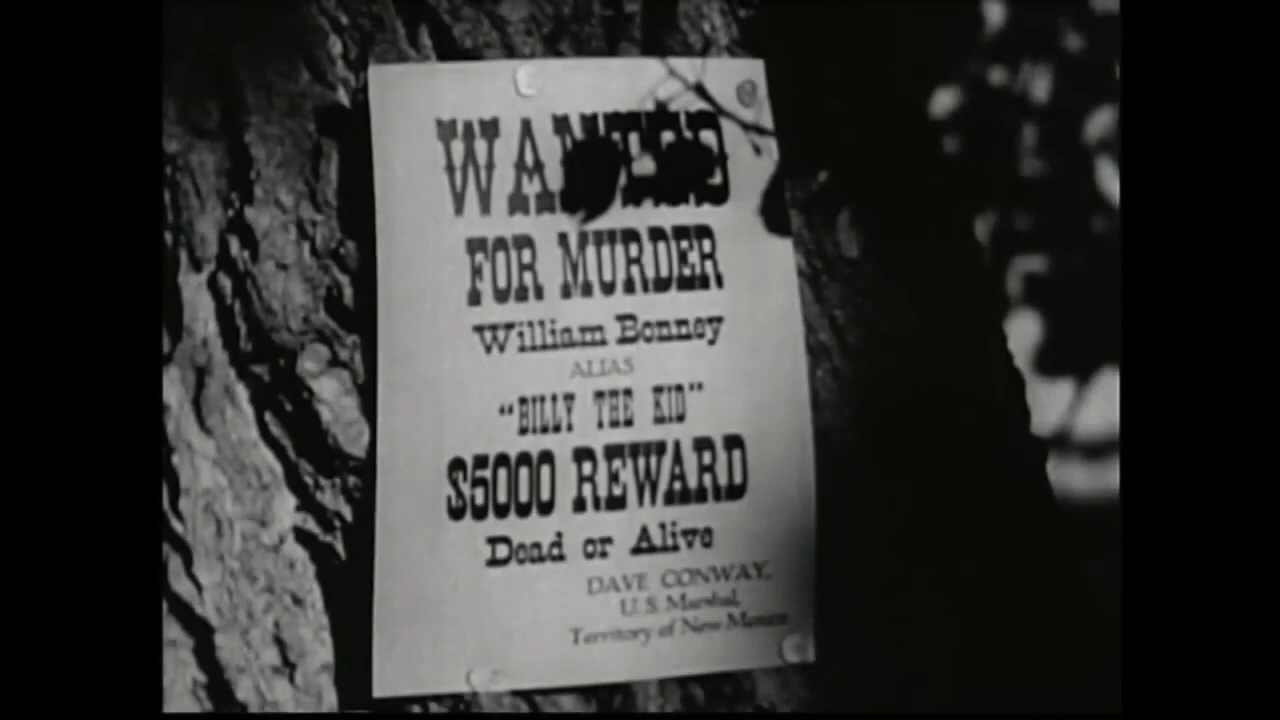 WANTED
FOR MURDER
William Bonney
ALIAS
"BILLY THE KID"
$5000 REWARD
Dead or Alive
DAVE CONWAY,
U.S. Marshal,
Territory of New Mexico